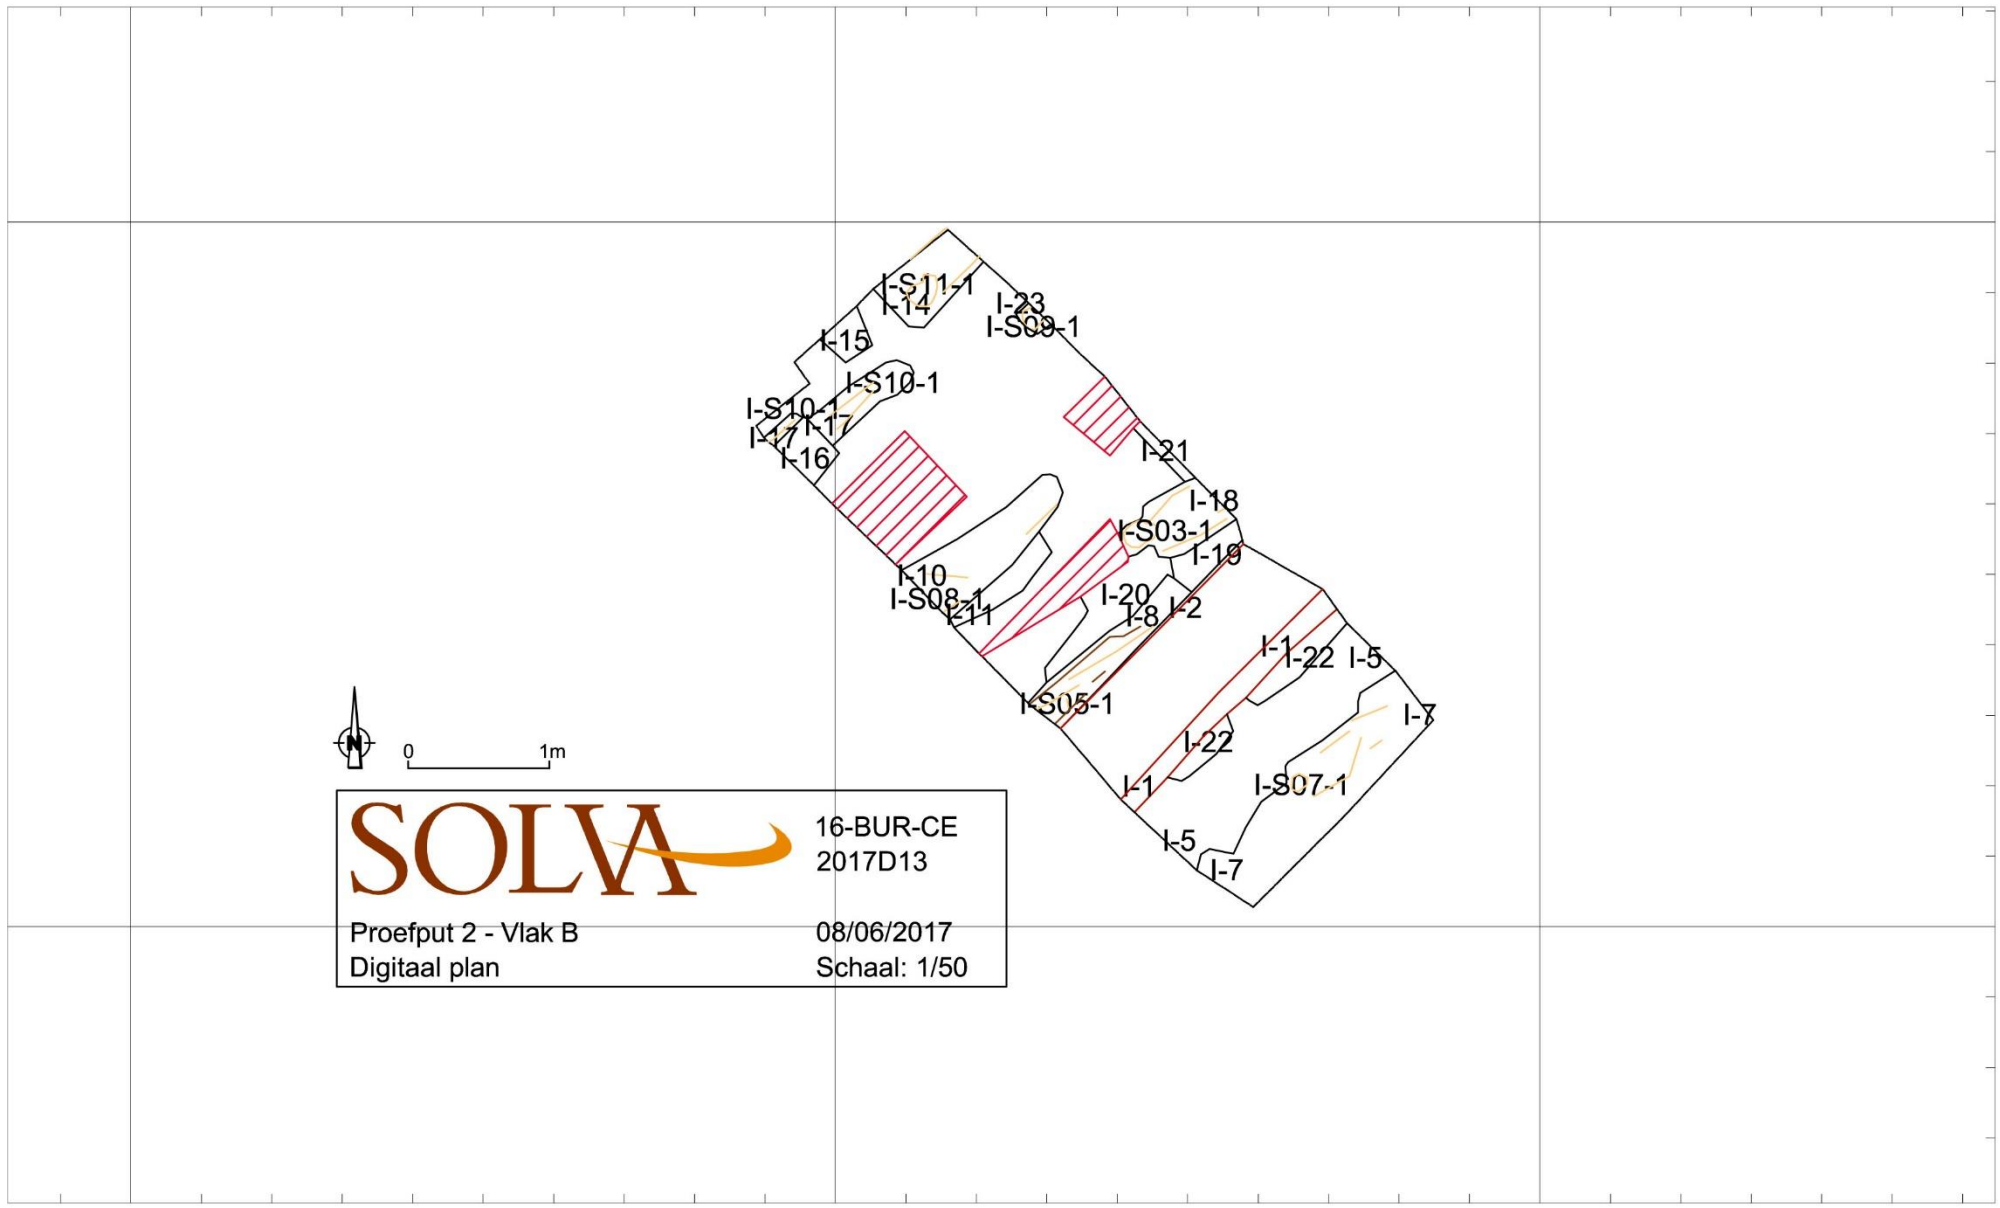 I-S11-1
I-14
I-23
I-S09-1
I-15
I-S10-1
I-S10-1
I-17
I-17
I-16
I-21
I-18
I-S03-1
I-19
I-10
I-S08-1
I-11
I-20
I-8
I-2
I-1
I-22
I-5
I-S05-1
I-7
I-22
I-1
I-S07-1
I-5
I-7
N
0 1m
SOLVA
16-BUR-CE
2017D13
Proefput 2 - Vlak B
08/06/2017
Digitaal plan
Schaal: 1/50